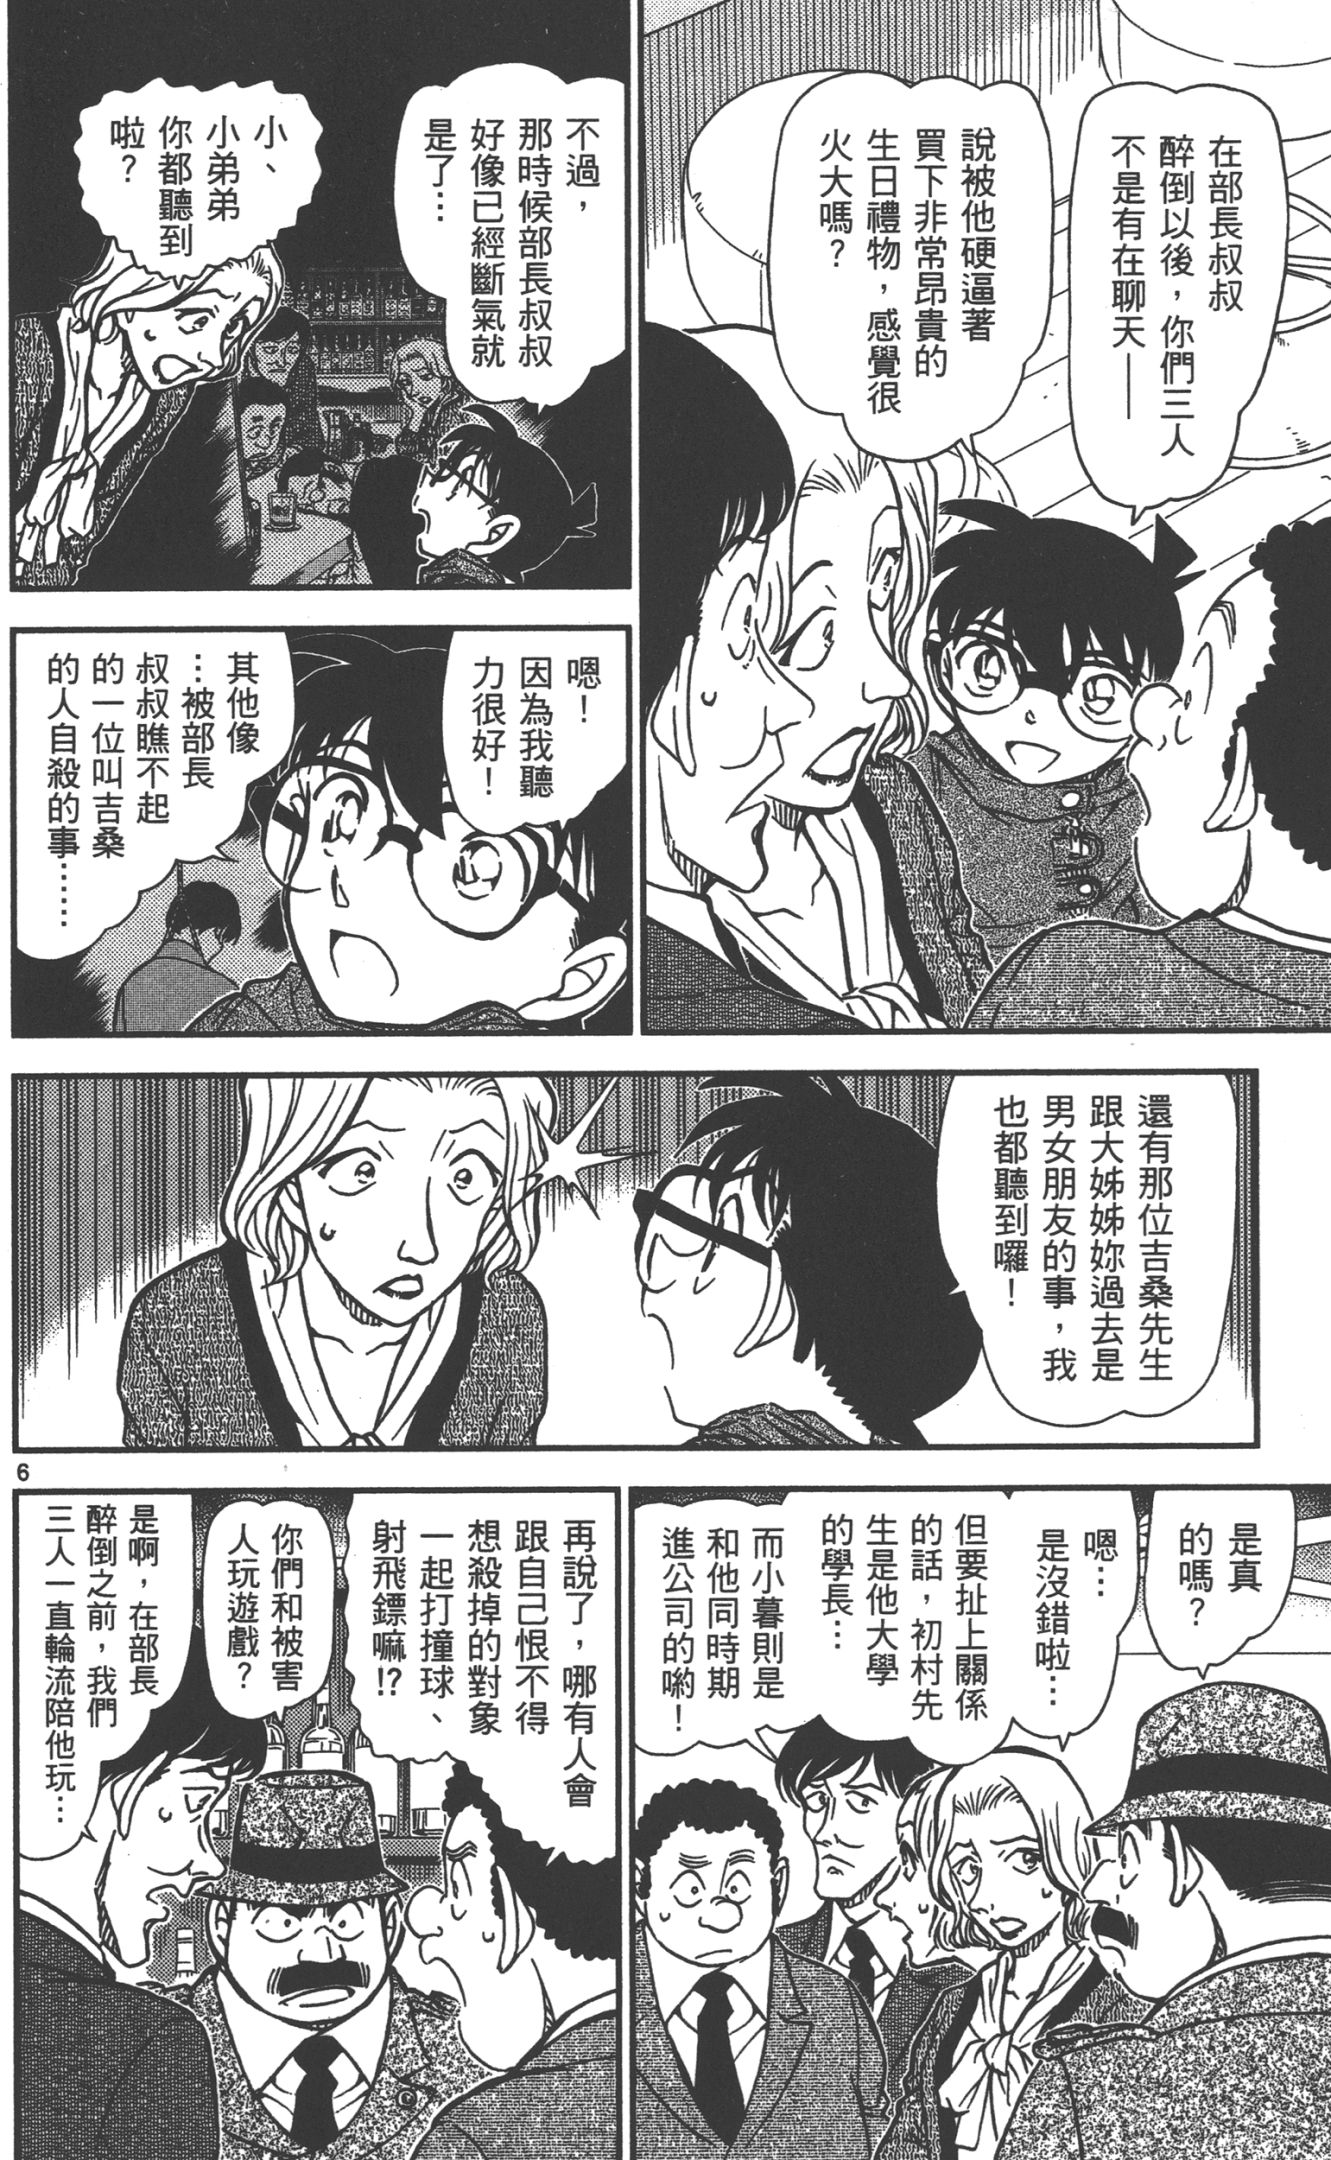 在部長叔叔
醉倒以後，你們三人
不是有在聊天——
說被他硬逼著
買下非常昂貴的
生日禮物，感覺很
火大嗎？
不過，
那時候部長叔叔
好像已經斷氣就
是了…
小、
小弟弟
你都聽到
啦？
嗯！
因為我聽
力很好！
其他像
…被部長
叔叔瞧不起
的一位叫吉桑
的人自殺的事……
還有那位吉桑先生
跟大姊姊妳過去是
男女朋友的事，我
也都聽到囉！
是真
的嗎？
嗯…
是沒錯啦…
但要扯上關係
的話，初村先
生是他大學
的學長…
而小暮則是
和他同時期
進公司的喲！
再說了，哪有人會
跟自己恨不得
想殺掉的對象
一起打撞球、
射飛鏢嘛!?
你們和被害
人玩遊戲？
是啊，在部長
醉倒之前，我們
三人一直輪流陪他玩…
6